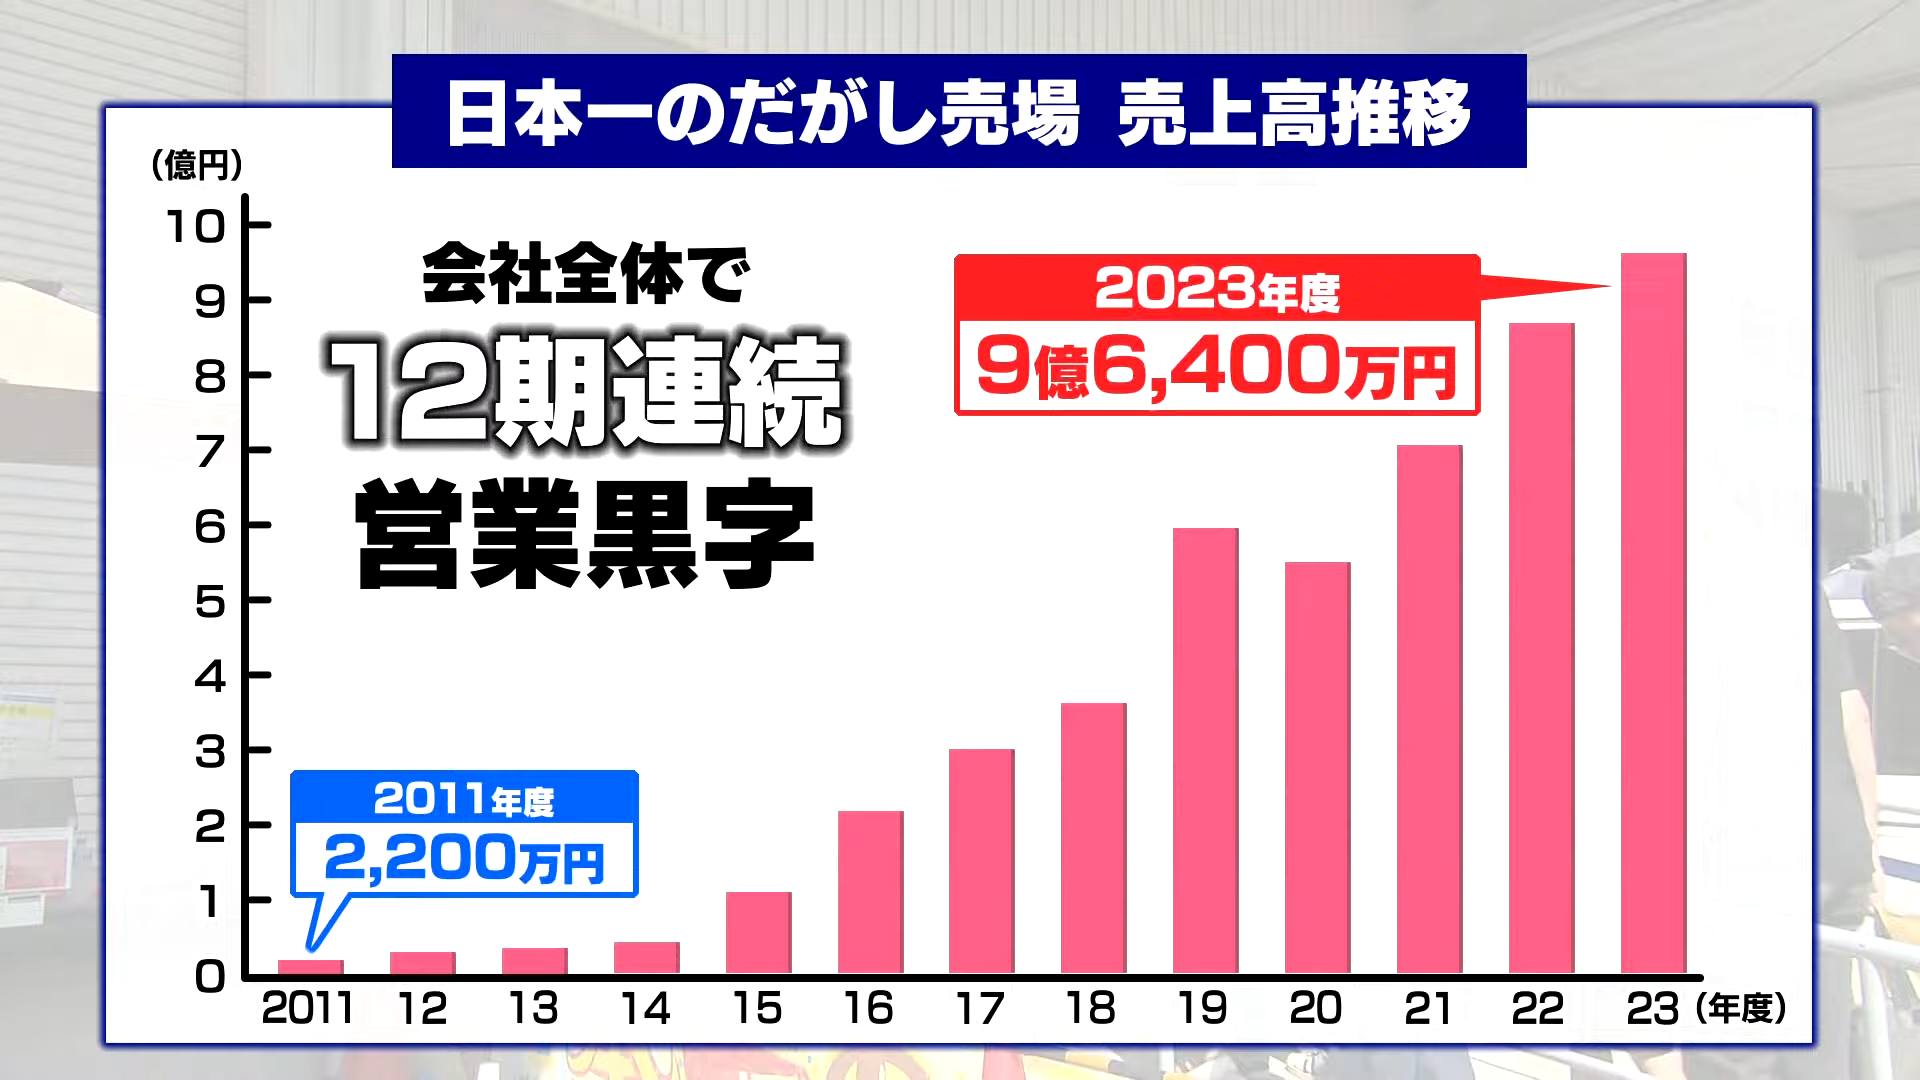 日本一のだがし売場 売上高推移
(億円)
10
9
8
7
6
5
4
3
2
1
0
会社全体で
12期連続
営業黒字
2023年度
9億6,400万円
2011年度
2,200万円
2011 12 13 14 15 16 17 18 19 20 21 22 23 (年度)